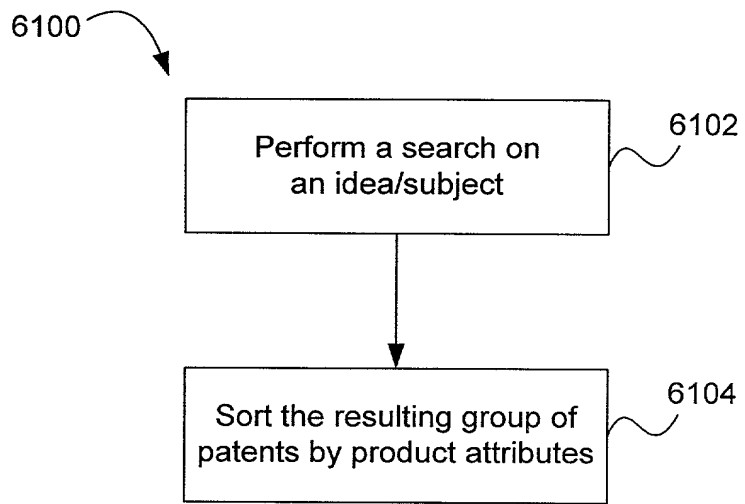 6100
Perform a search on
an idea/subject
6102
Sort the resulting group of
patents by product attributes
6104